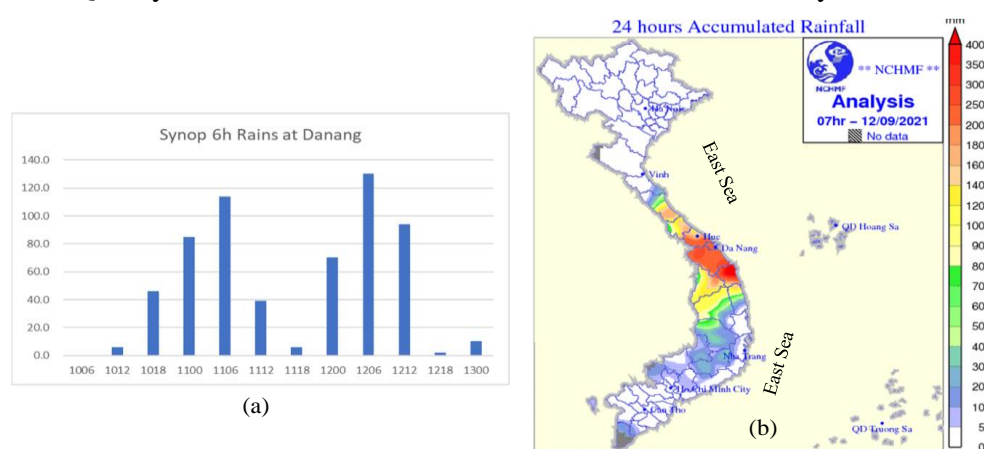 Synop 6h Rains at Danang
140.0
120.0
100.0
80.0
60.0
40.0
20.0
0.0
1006 1012 1018 1100 1106 1112 1118 1200 1206 1212 1218 1300
(a)
24 hours Accumulated Rainfall
mm
NCHMF
** NCHMF **
Analysis
07hr – 12/09/2021
No data
Vinh
East Sea
Hue
Da Nang
QD Hoang Sa
Nha Trang
East Sea
Ho Chi Minh City
Can Tho
QD Truong Sa
(b)
400
350
300
200
180
160
140
120
100
90
80
70
60
50
40
30
20
10
5
0